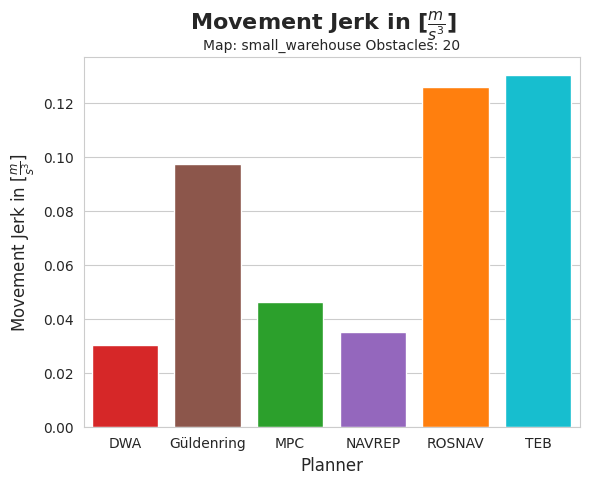 Movement Jerk in [m/s³]
Map: small_warehouse Obstacles: 20
Movement Jerk in [m/s³]
0.12
0.10
0.08
0.06
0.04
0.02
0.00
DWA Güldenring MPC NAVREP ROSNAV TEB
Planner